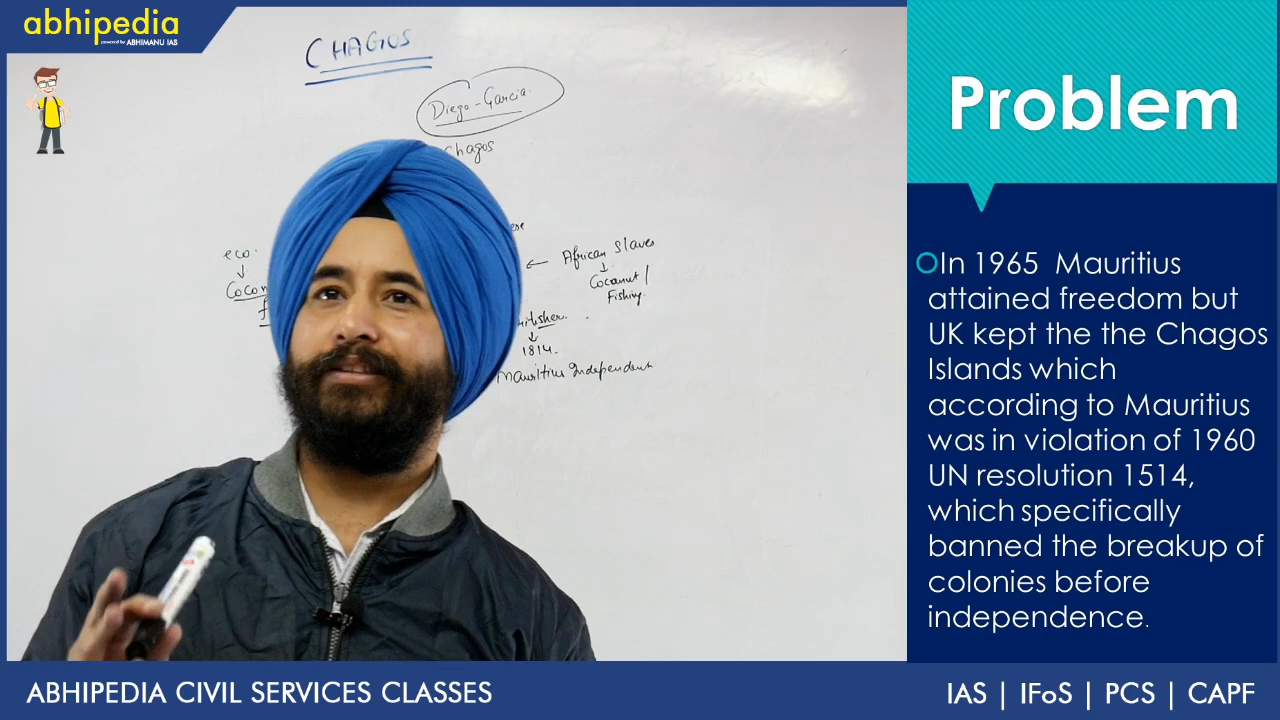 abhipedia
powered by ABHIMANU IAS
CHAGOS
Diego-Garcia
Chagos
eco.
African Slaves
Coconut /
Fishing.
1814.
Mauritius Independent
Problem
In 1965 Mauritius
attained freedom but
UK kept the the Chagos
Islands which
according to Mauritius
was in violation of 1960
UN resolution 1514,
which specifically
banned the breakup of
colonies before
independence.
ABHIPEDIA CIVIL SERVICES CLASSES
IAS | IFoS | PCS | CAPF